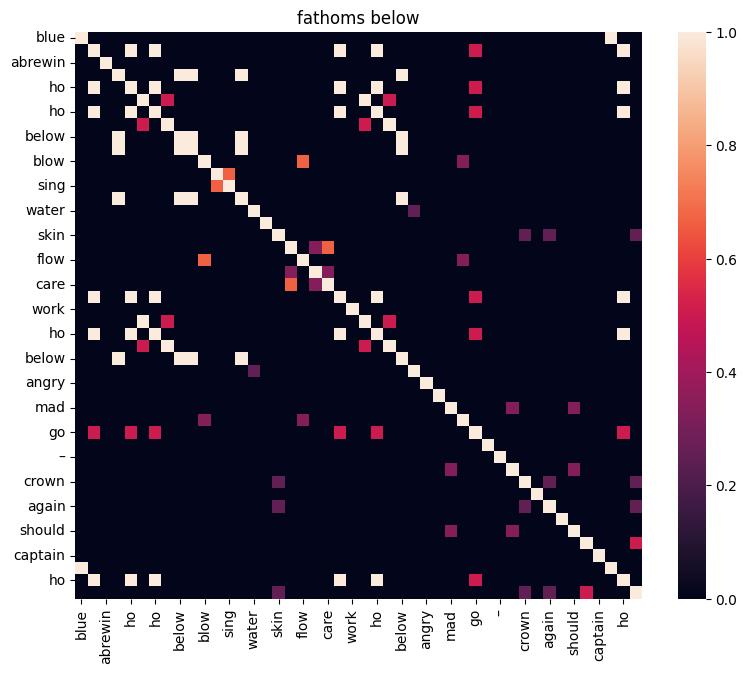 fathoms below
blue
abrewin
ho
ho
below
blow
sing
water
skin
flow
care
work
ho
below
angry
mad
go
–
crown
again
should
captain
ho
1.0
0.8
0.6
0.4
0.2
0.0
blue
abrewin
ho
ho
below
blow
sing
water
skin
flow
care
work
ho
below
angry
mad
go
–
crown
again
should
captain
ho